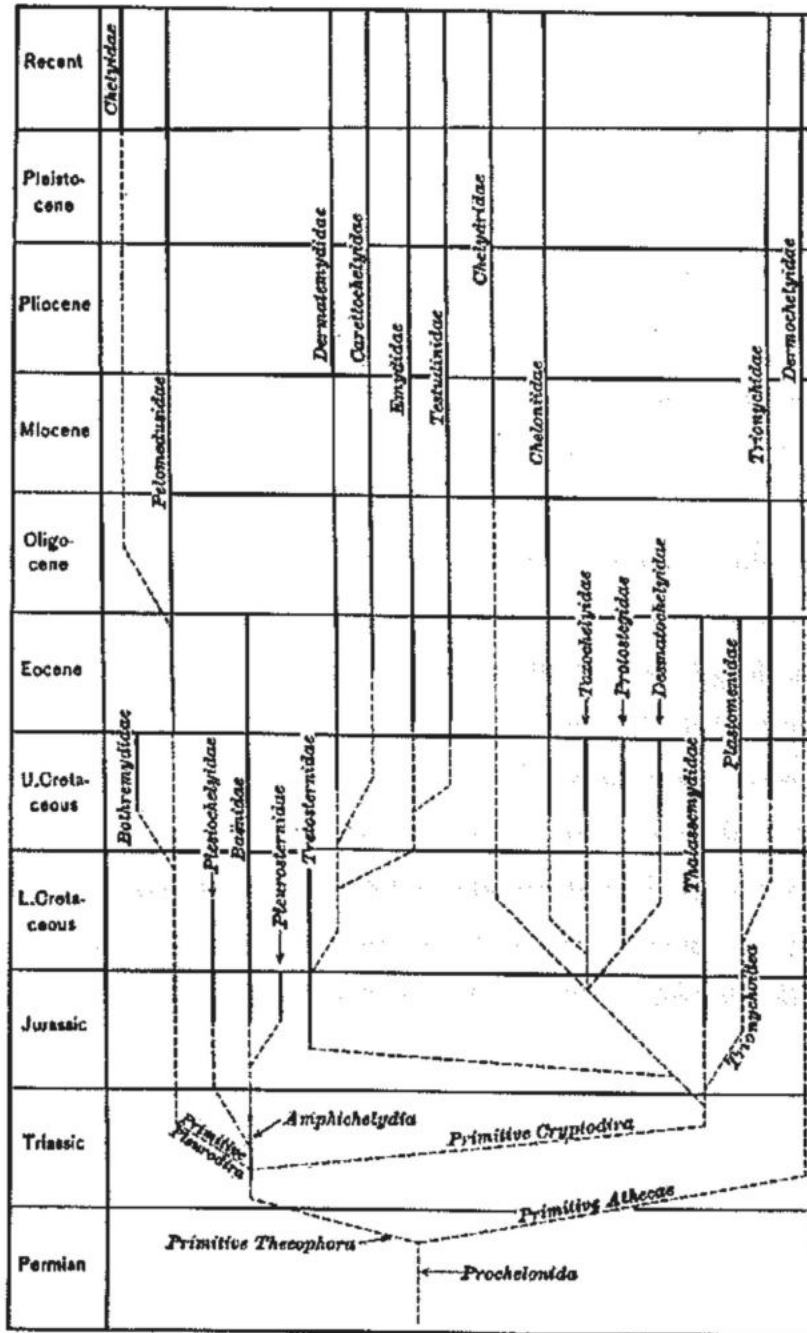 Recent
Chelyidae
Pleisto-
cene
Pliocene
Dermatemydidae
Carettochelyidae
Emydidae
Testudinidae
Chelydridae
Dermochelyidae
Miocene
Pelomedusidae
Cheloniidae
Trionychidae
Oligo-
cene
Eocene
Toxochelyidae
Protostegidae
Desmatochelyidae
Plastomenidae
U.Creta-
ceous
Bothremydidae
Plesiochelyidae
Baënidae
Pleurosternidae
Tretosternidae
Thalassemydidae
L.Creta-
ceous
Jurassic
Trionychoidea
Triassic
Primitive
Pleurodira
Amphichelydia
Primitive Cryptodira
Primitive Athecae
Primitive Thecophora
Permian
Prochelonida